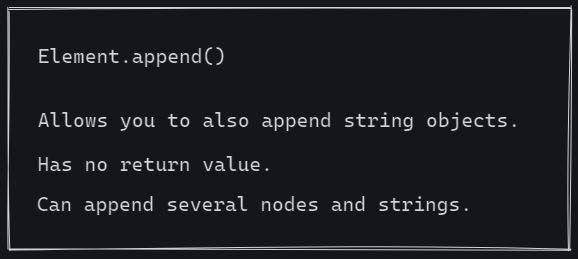 Element.append()
Allows you to also append string objects.
Has no return value.
Can append several nodes and strings.